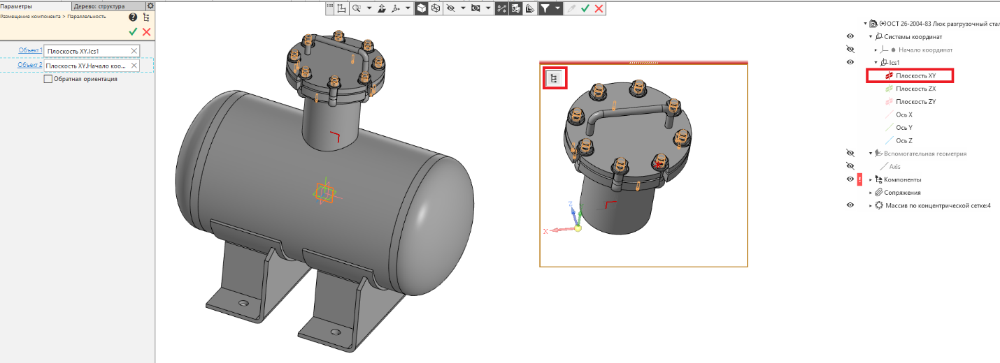 Параметры
Дерево: структура
Размещение компонента > Параллельность
Объект 1
Плоскость XY.lcs1
Объект 2
Плоскость XY.Начало коо...
Обратная ориентация
Z
X
(+)ОСТ 26-2004-83 Люк разгрузочный стал
Системы координат
Начало координат
lcs1
Плоскость XY
Плоскость ZX
Плоскость ZY
Ось X
Ось Y
Ось Z
Вспомогательная геометрия
Axis
Компоненты
Сопряжения
Массив по концентрической сетке:4